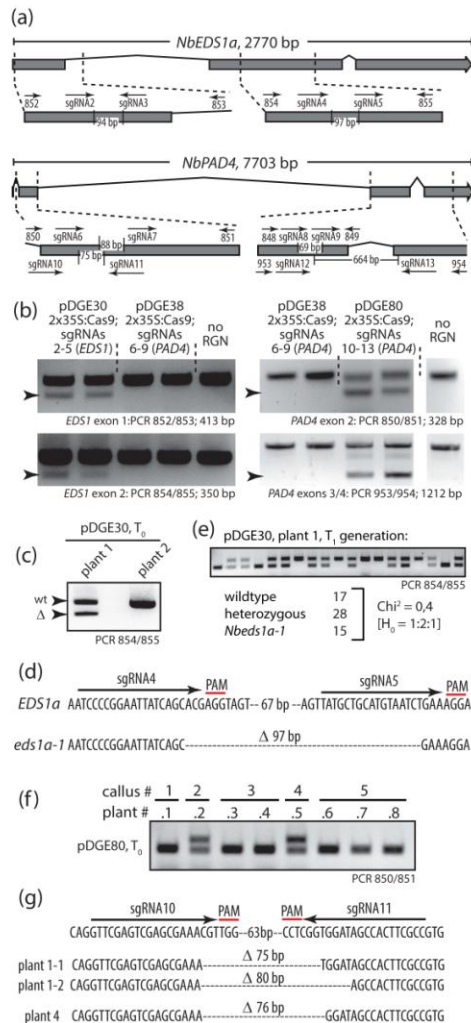 (a)
NbEDS1a, 2770 bp
852 sgRNA2 sgRNA3 853 854 sgRNA4 sgRNA5 855
94 bp 97 bp
NbPAD4, 7703 bp
850 sgRNA6 sgRNA7 851 848 sgRNA8 sgRNA9 849
88 bp 69 bp
75 bp 664 bp
sgRNA10 sgRNA11 953 sgRNA12 sgRNA13 954
(b)
pDGE30 pDGE38 no pDGE38 pDGE80 no
2x35S:Cas9; 2x35S:Cas9; RGN 2x35S:Cas9; 2x35S:Cas9; RGN
sgRNAs sgRNAs sgRNAs sgRNAs
2-5 (EDS1) 6-9 (PAD4) 6-9 (PAD4) 10-13 (PAD4)
EDS1 exon 1: PCR 852/853; 413 bp PAD4 exon 2: PCR 850/851; 328 bp
EDS1 exon 2: PCR 854/855; 350 bp PAD4 exons 3/4: PCR 953/954; 1212 bp
(c)
pDGE30, T0
plant 1 plant 2
wt
Δ
PCR 854/855
(e)
pDGE30, plant 1, T1 generation:
PCR 854/855
wildtype 17
heterozygous 28
Nbeds1a-1 15
Chi² = 0,4
[H0 = 1:2:1]
(d)
sgRNA4 PAM sgRNA5 PAM
EDS1a AATCCCCGGAATTATCAGCACGAGGTAGT-- 67 bp --AGTTATGCTGCATGTAATCTGAAAGGA
eds1a-1 AATCCCCGGAATTATCAGC Δ 97 bp GAAAGGA
(f)
callus # 1 2 3 4 5
plant # .1 .2 .3 .4 .5 .6 .7 .8
pDGE80, T0
PCR 850/851
(g)
sgRNA10 PAM PAM sgRNA11
CAGGTTCGAGTCGAGCGAAACGTTGG--63bp--CCTCGGTGGATAGCCACTTCGCCGTG
plant 1-1 CAGGTTCGAGTCGAGCGAAA Δ 75 bp TGGATAGCCACTTCGCCGTG
plant 1-2 CAGGTTCGAGTCGAGCGAAA Δ 80 bp AGCCACTTCGCCGTG
plant 4 CAGGTTCGAGTCGAGCGAAA Δ 76 bp GGATAGCCACTTCGCCGTG